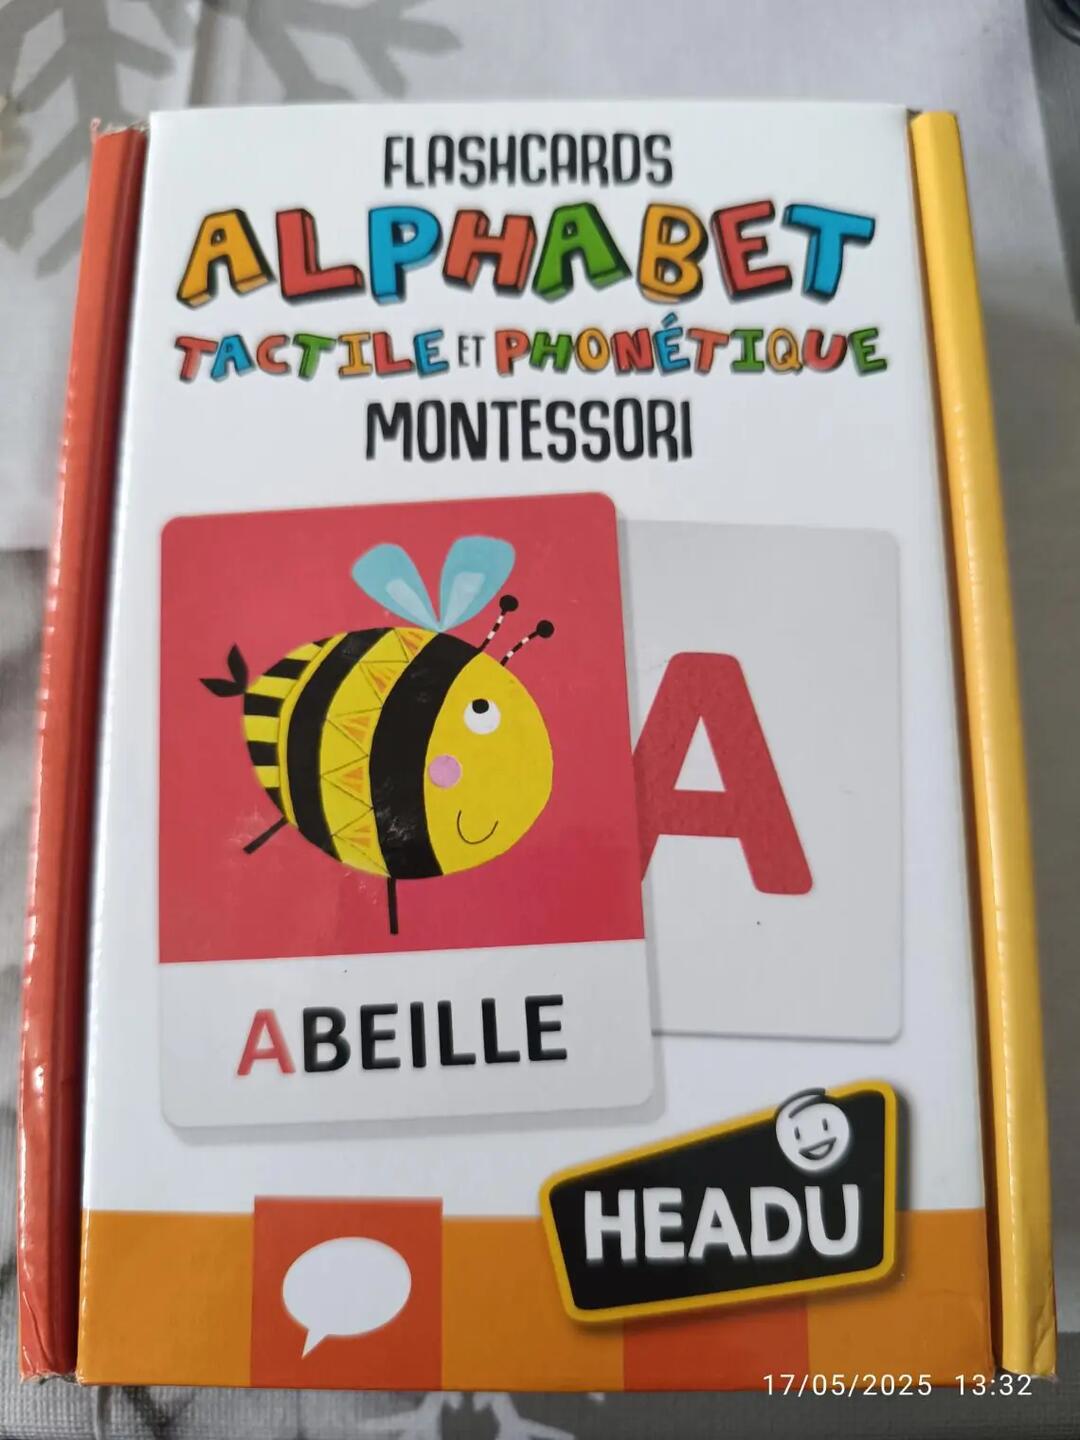 FLASHCARDS
ALPHABET
TACTILE ET PHONÉTIQUE
MONTESSORI
A
ABEILLE
HEADU
17/05/2025 13:32